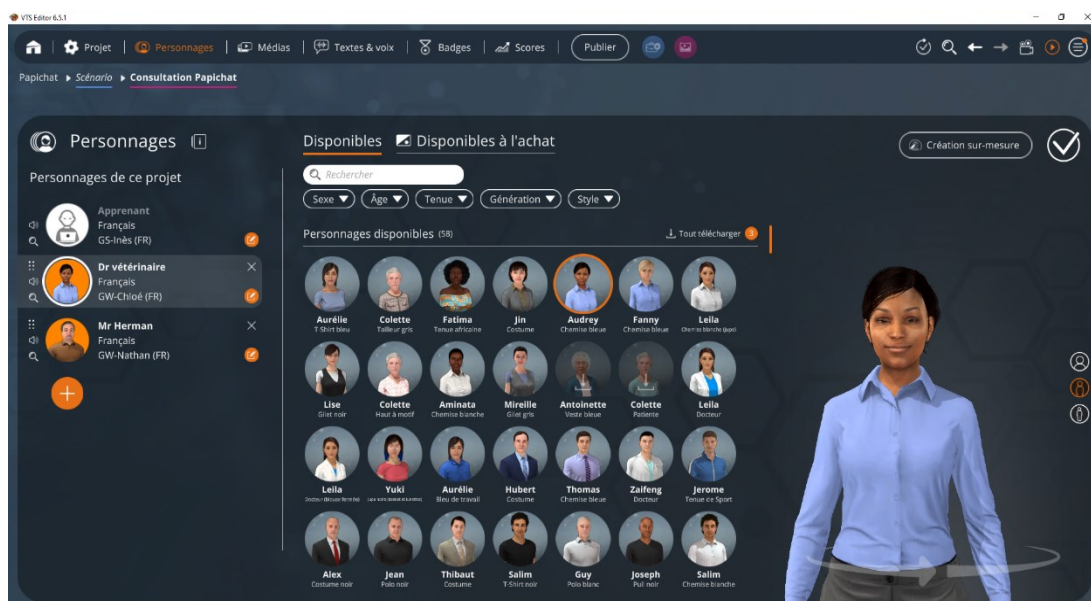 VTS Editor 6.5.1
Projet
Personnages
Médias
Textes & voix
Badges
Scores
Publier
Papichat ▸ Scénario ▸ Consultation Papichat
Personnages
Personnages de ce projet
Apprenant
Français
GS-Inès (FR)
Dr vétérinaire
Français
GW-Chloé (FR)
Mr Herman
Français
GW-Nathan (FR)
Disponibles
Disponibles à l'achat
Création sur-mesure
Rechercher
Sexe ▼
Âge ▼
Tenue ▼
Génération ▼
Style ▼
Personnages disponibles (58)
Tout télécharger 3
Aurélie Colette Fatima Jin Audrey Fanny Leila
T-Shirt bleu Tailleur gris Tenue africaine Costume Chemise bleue Chemise bleue Chemise blanche (jupe)
Lise Colette Aminata Mireille Antoinette Colette Leila
Gilet noir Haut à motif Chemise blanche Gilet gris Veste bleue Patiente Docteur
Leila Yuki Aurélie Hubert Thomas Zaifeng Jerome
Docteur (Blouse fermée) Bleu de travail Costume Chemise bleue Docteur Tenue de Sport
Alex Jean Thibaut Salim Guy Joseph Salim
Costume noir Polo noir Costume T-Shirt noir Polo blanc Pull noir Chemise blanche